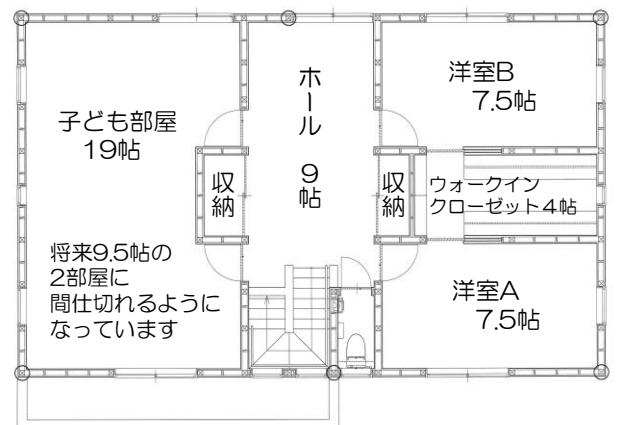 子ども部屋
19帖
将来9.5帖の
2部屋に
間仕切れるように
なっています
収納
ホール 9帖
収納
洋室B
7.5帖
ウォークイン
クローゼット4帖
洋室A
7.5帖